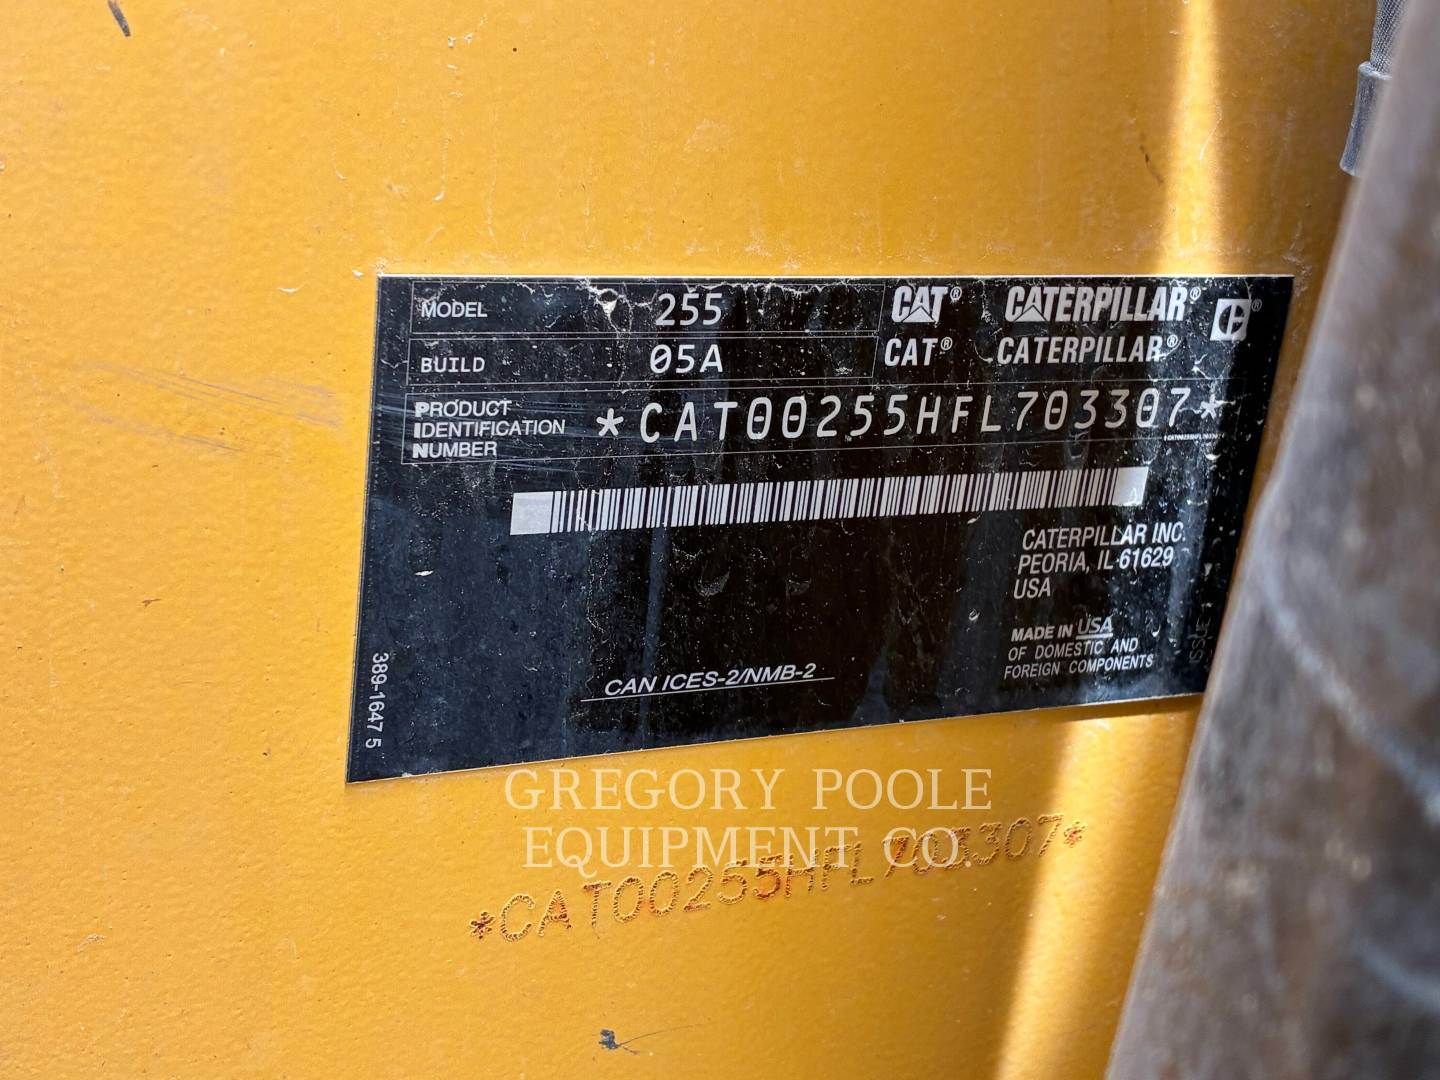 MODEL 255 CAT® CATERPILLAR®
BUILD 05A CAT® CATERPILLAR®
PRODUCT
IDENTIFICATION
NUMBER
*CAT00255HFL703307*
CATERPILLAR INC.
PEORIA, IL 61629
USA
MADE IN USA
OF DOMESTIC AND
FOREIGN COMPONENTS
ISSUE
CAN ICES-2/NMB-2
389-1647 5
GREGORY POOLE
EQUIPMENT CO.
*CAT00255HFL703307*